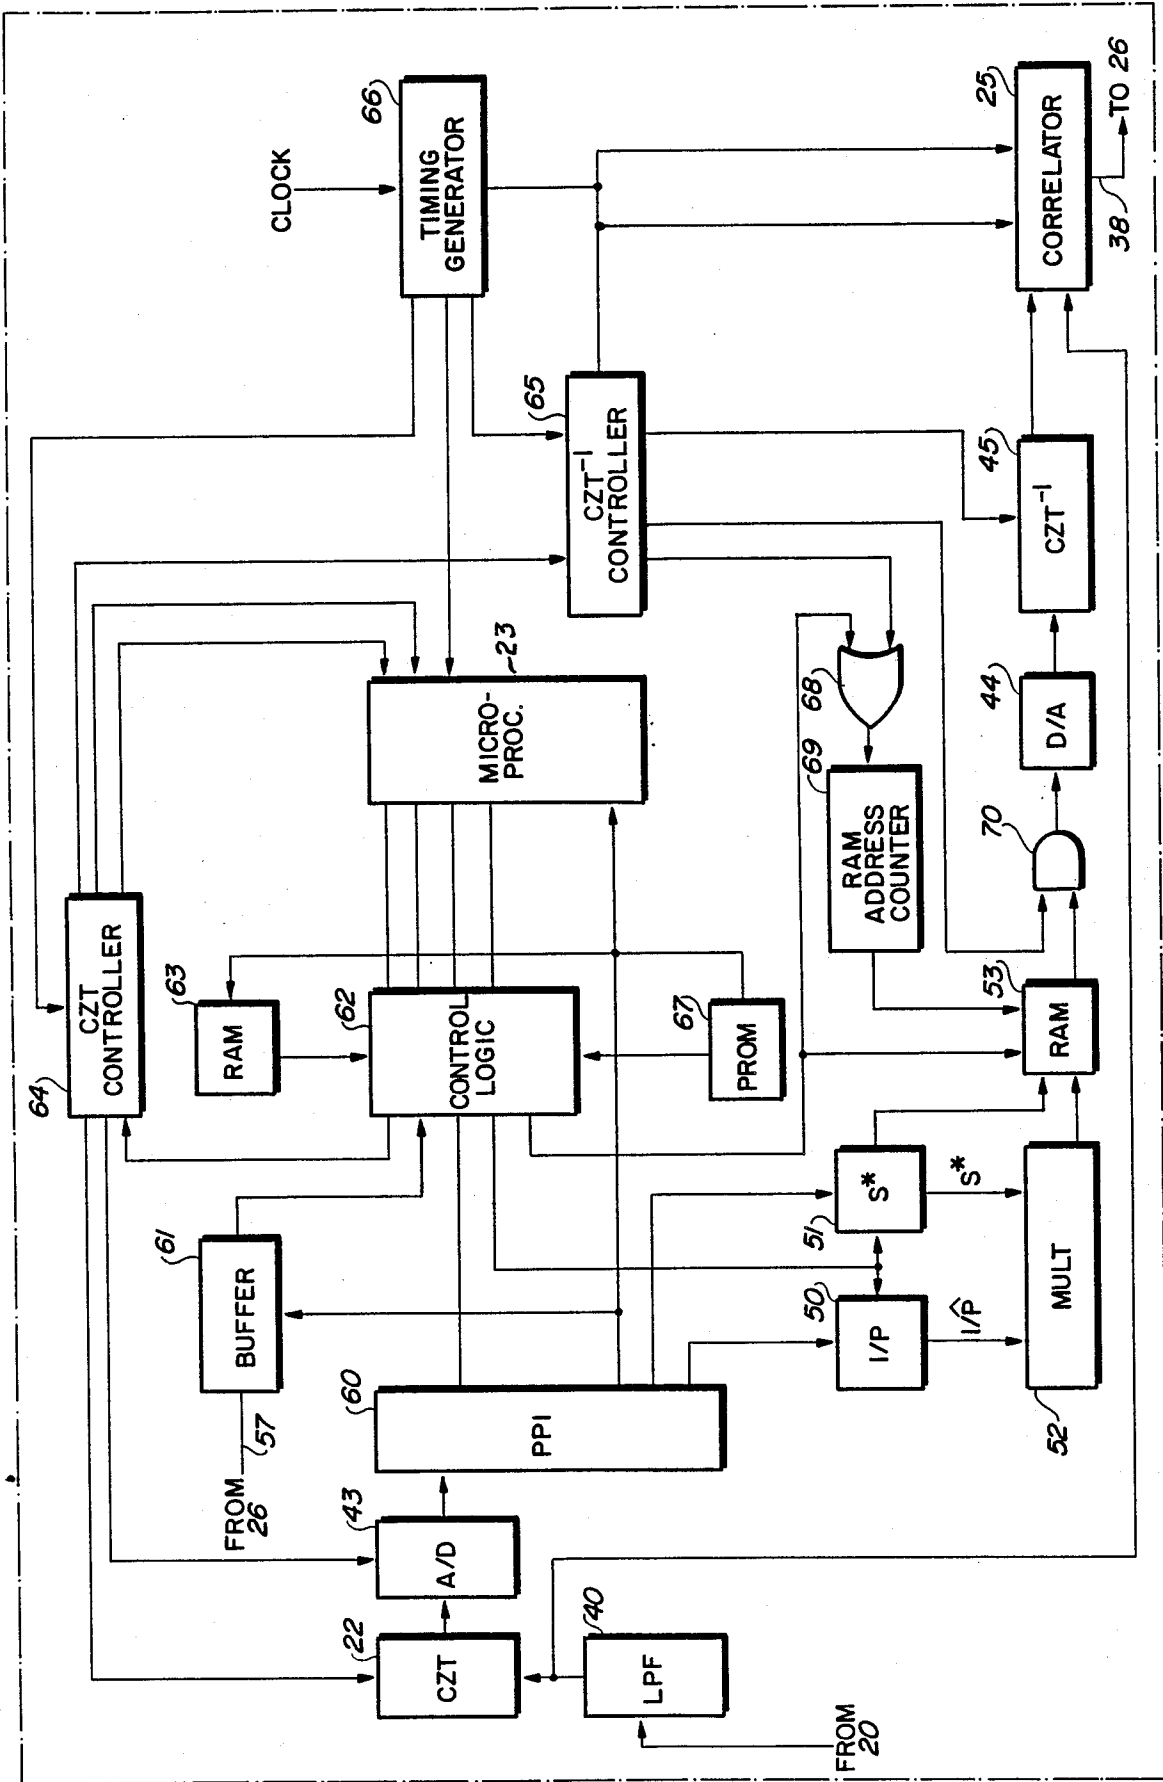 CLOCK
66
TIMING
GENERATOR
25
CORRELATOR
38
TO 26
65
CZT⁻¹
CONTROLLER
45
CZT⁻¹
23
MICRO-
PROC.
68
44
D/A
69
RAM
ADDRESS
COUNTER
70
64
CZT
CONTROLLER
63
RAM
62
CONTROL
LOGIC
67
PROM
53
RAM
61
BUFFER
57
FROM
26
51
S*
S*
50
I/P
Î/P
MULT
52
60
PPI
43
A/D
22
CZT
40
LPF
FROM
20